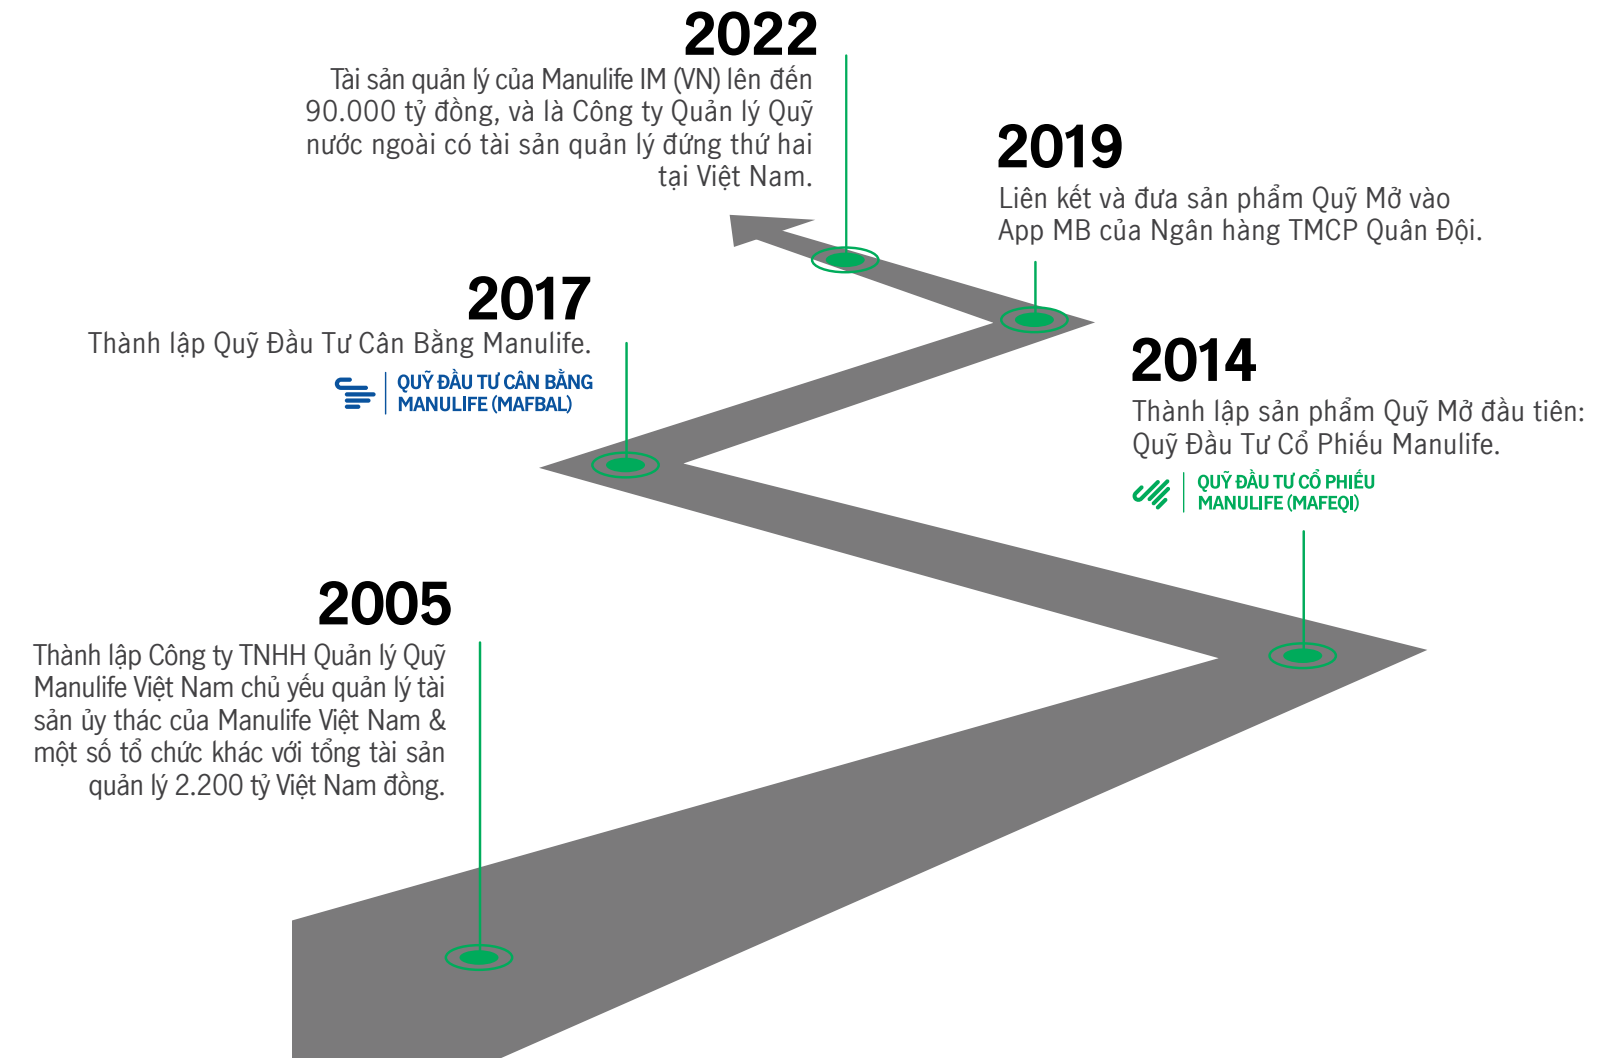 2022
Tài sản quản lý của Manulife IM (VN) lên đến
90.000 tỷ đồng, và là Công ty Quản lý Quỹ
nước ngoài có tài sản quản lý đứng thứ hai
tại Việt Nam.
2019
Liên kết và đưa sản phẩm Quỹ Mở vào
App MB của Ngân hàng TMCP Quân Đội.
2017
Thành lập Quỹ Đầu Tư Cân Bằng Manulife.
QUỸ ĐẦU TƯ CÂN BẰNG
MANULIFE (MAFBAL)
2014
Thành lập sản phẩm Quỹ Mở đầu tiên:
Quỹ Đầu Tư Cổ Phiếu Manulife.
QUỸ ĐẦU TƯ CỔ PHIẾU
MANULIFE (MAFEQI)
2005
Thành lập Công ty TNHH Quản lý Quỹ
Manulife Việt Nam chủ yếu quản lý tài
sản ủy thác của Manulife Việt Nam &
một số tổ chức khác với tổng tài sản
quản lý 2.200 tỷ Việt Nam đồng.